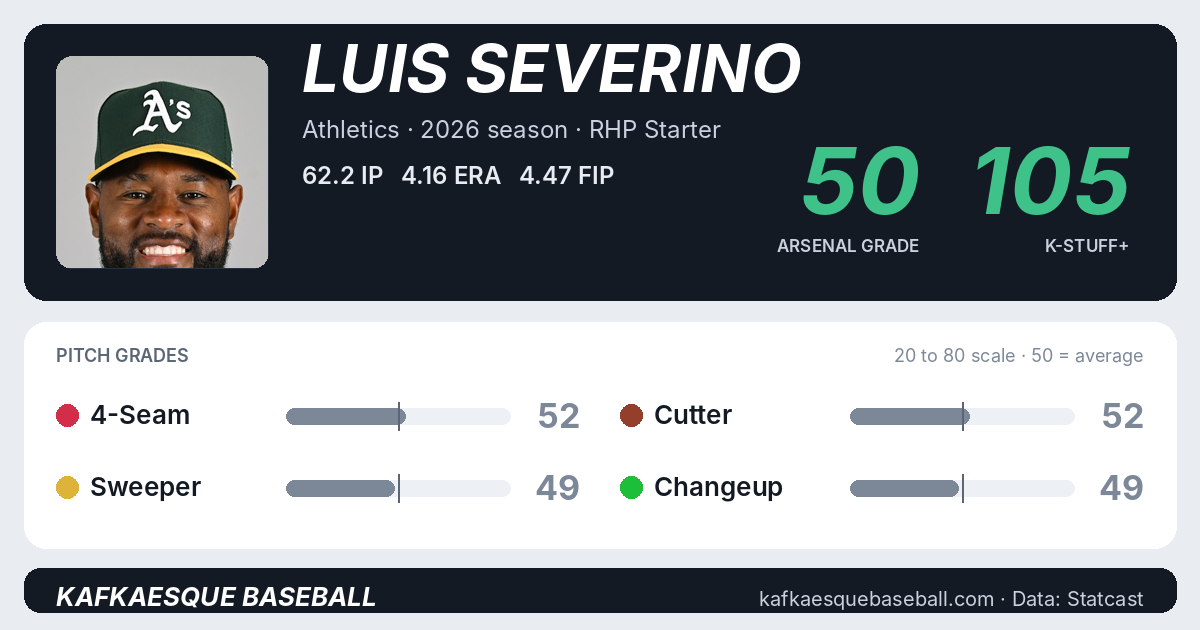 A's
LUIS SEVERINO
Athletics · 2026 season · RHP Starter
62.2 IP 4.16 ERA 4.47 FIP
50 105
ARSENAL GRADE K-STUFF+
PITCH GRADES 20 to 80 scale · 50 = average
4-Seam 52 Cutter 52
Sweeper 49 Changeup 49
KAFKAESQUE BASEBALL kafkaesquebaseball.com · Data: Statcast